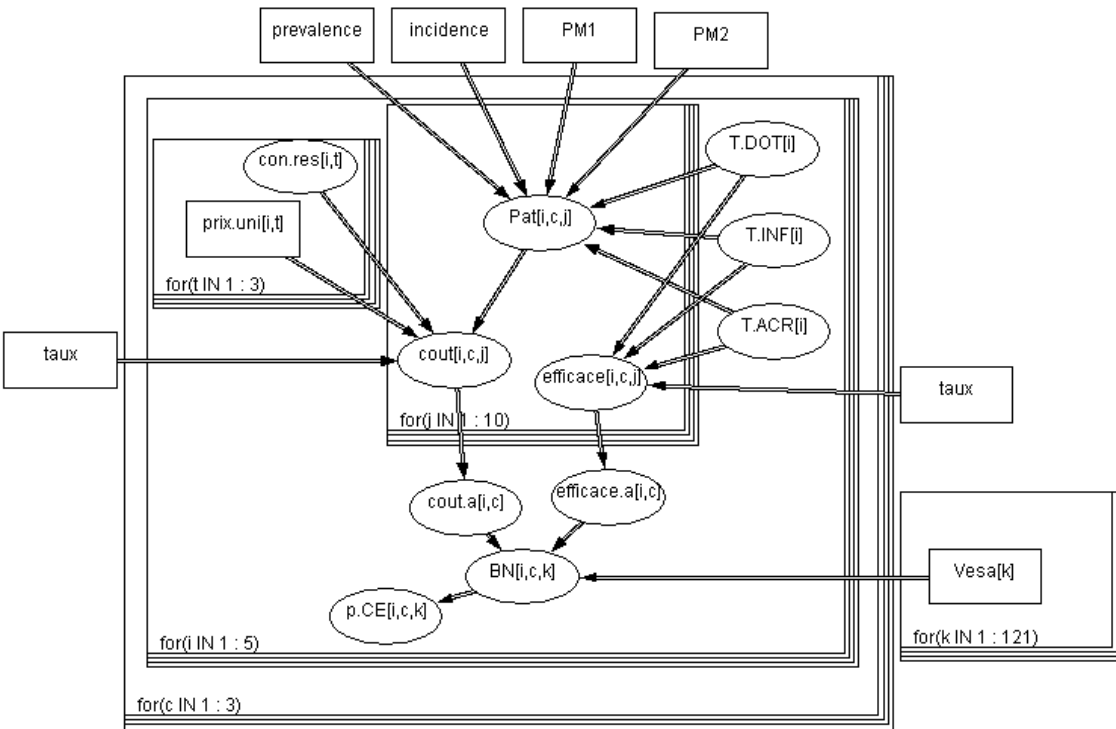 prevalence
incidence
PM1
PM2
con.res[i,t]
T.DOT[i]
prix.uni[i,t]
Pat[i,c,j]
T.INF[i]
for(t IN 1 : 3)
T.ACR[i]
taux
cout[i,c,j]
efficace[i,c,j]
taux
for(j IN 1 : 10)
cout.a[i,c]
efficace.a[i,c]
BN[i,c,k]
Vesa[k]
p.CE[i,c,k]
for(i IN 1 : 5)
for(k IN 1 : 121)
for(c IN 1 : 3)